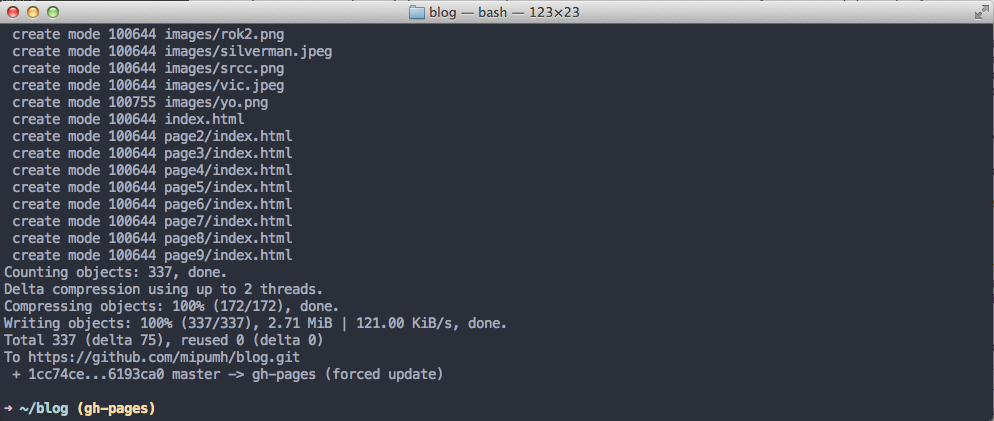 blog — bash — 123×23
create mode 100644 images/rok2.png
create mode 100644 images/silverman.jpeg
create mode 100644 images/srcc.png
create mode 100644 images/vic.jpeg
create mode 100755 images/yo.png
create mode 100644 index.html
create mode 100644 page2/index.html
create mode 100644 page3/index.html
create mode 100644 page4/index.html
create mode 100644 page5/index.html
create mode 100644 page6/index.html
create mode 100644 page7/index.html
create mode 100644 page8/index.html
create mode 100644 page9/index.html
Counting objects: 337, done.
Delta compression using up to 2 threads.
Compressing objects: 100% (172/172), done.
Writing objects: 100% (337/337), 2.71 MiB | 121.00 KiB/s, done.
Total 337 (delta 75), reused 0 (delta 0)
To https://github.com/mipumh/blog.git
+ 1cc74ce...6193ca0 master -> gh-pages (forced update)
➜ ~/blog (gh-pages)